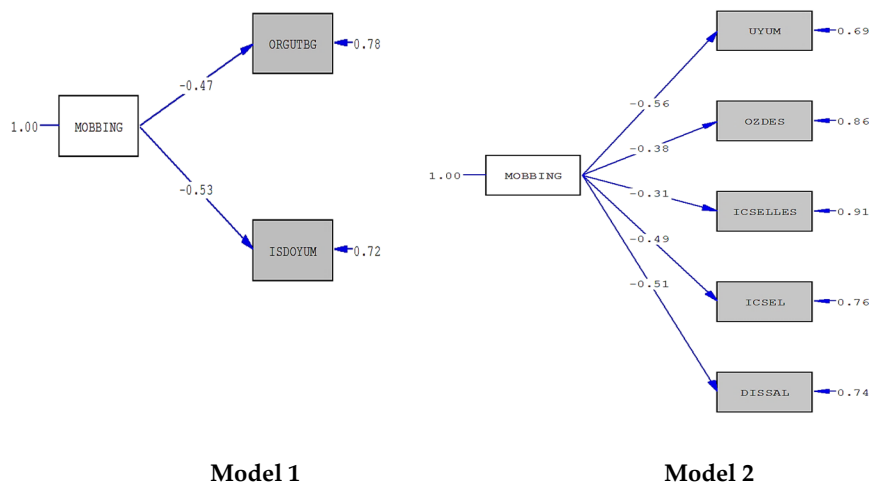 ORGUTBG
0.78
-0.47
1.00
MOBBING
-0.53
ISDOYUM
0.72
Model 1
UYUM
0.69
-0.56
OZDES
0.86
-0.38
1.00
MOBBING
-0.31
ICSELLES
0.91
-0.49
-0.51
ICSEL
0.76
DISSAL
0.74
Model 2